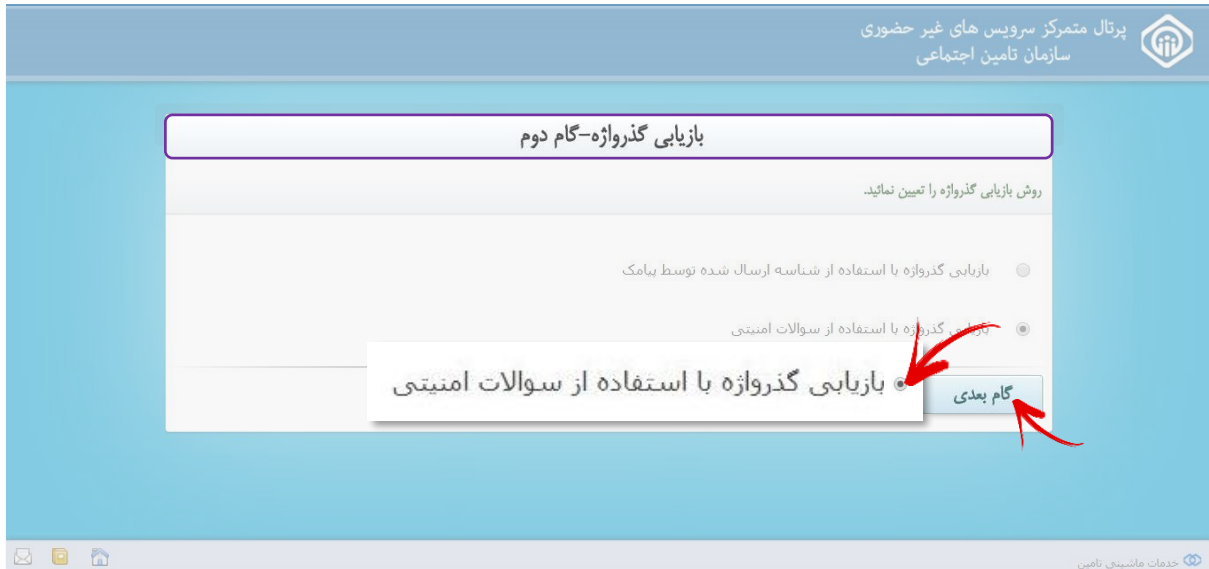 پرتال متمرکز سرویس های غیر حضوری
سازمان تامین اجتماعی
بازیابی گذرواژه-گام دوم
روش بازیابی گذرواژه را تعیین نمائید.
بازیابی گذرواژه با استفاده از شناسه ارسال شده توسط پیامک
بازیابی گذرواژه با استفاده از سوالات امنیتی
بازیابی گذرواژه با استفاده از سوالات امنیتی
گام بعدی
خدمات ماشینی تامین